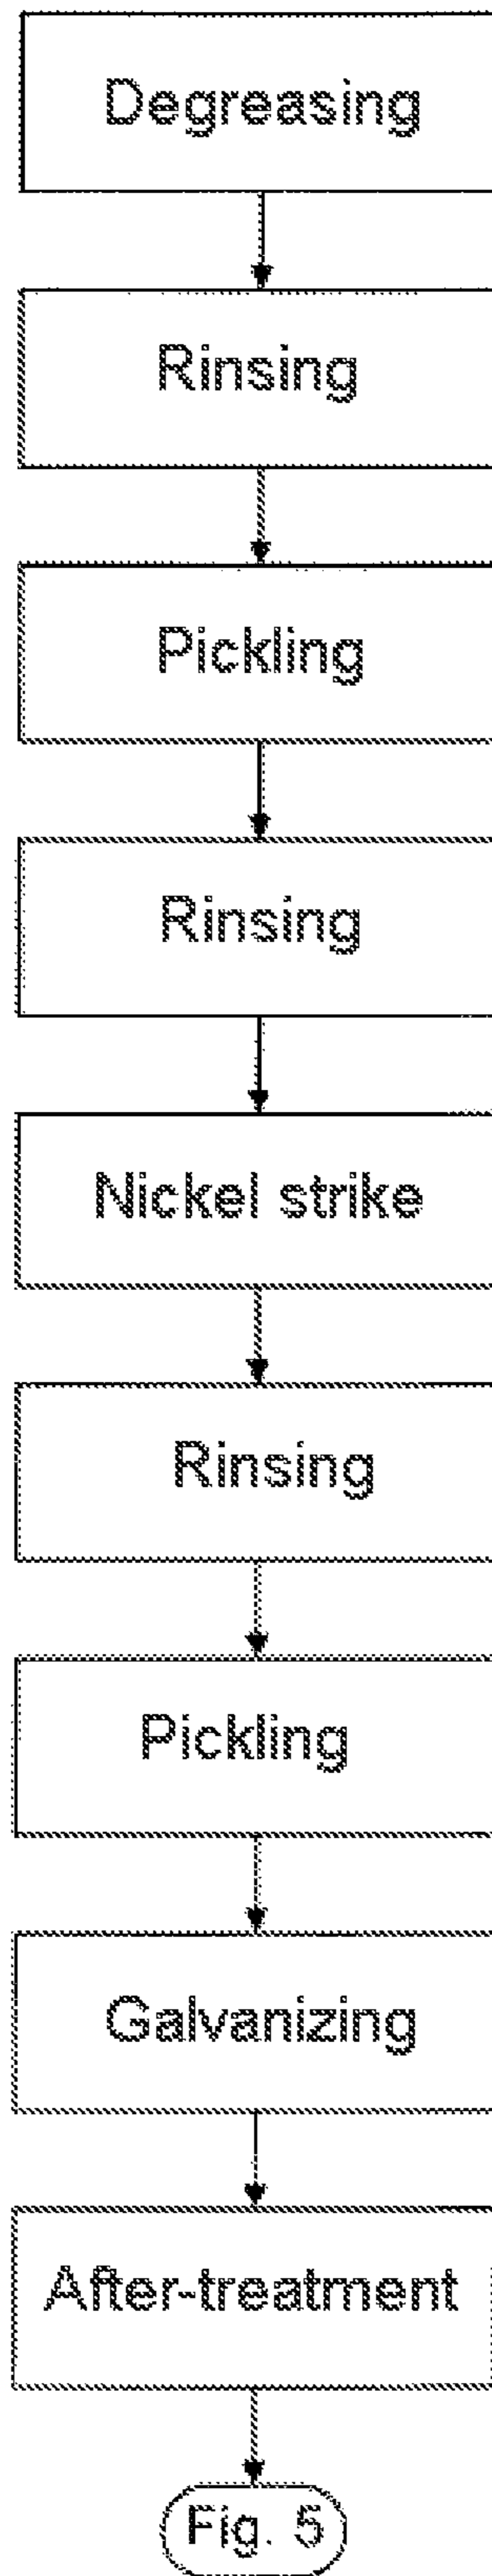 Degreasing
Rinsing
Pickling
Rinsing
Nickel strike
Rinsing
Pickling
Galvanizing
After-treatment
Fig. 5